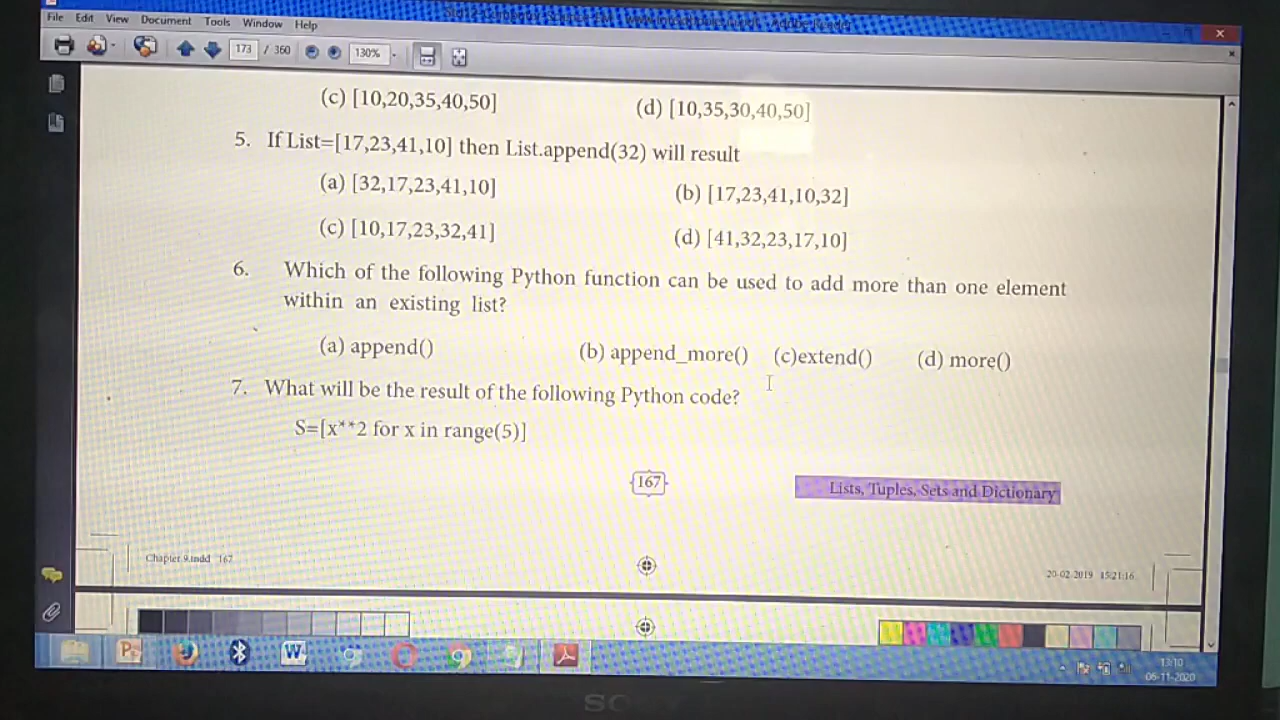 File Edit View Document Tools Window Help
173 / 360 130%
(c) [10,20,35,40,50] (d) [10,35,30,40,50]
5. If List=[17,23,41,10] then List.append(32) will result
(a) [32,17,23,41,10] (b) [17,23,41,10,32]
(c) [10,17,23,32,41] (d) [41,32,23,17,10]
6. Which of the following Python function can be used to add more than one element
within an existing list?
(a) append() (b) append_more() (c)extend() (d) more()
7. What will be the result of the following Python code?
S=[x**2 for x in range(5)]
167
Lists, Tuples, Sets and Dictionary
Chapter 9.indd 167
20-02-2019 15:21:16
13:10
06-11-2020